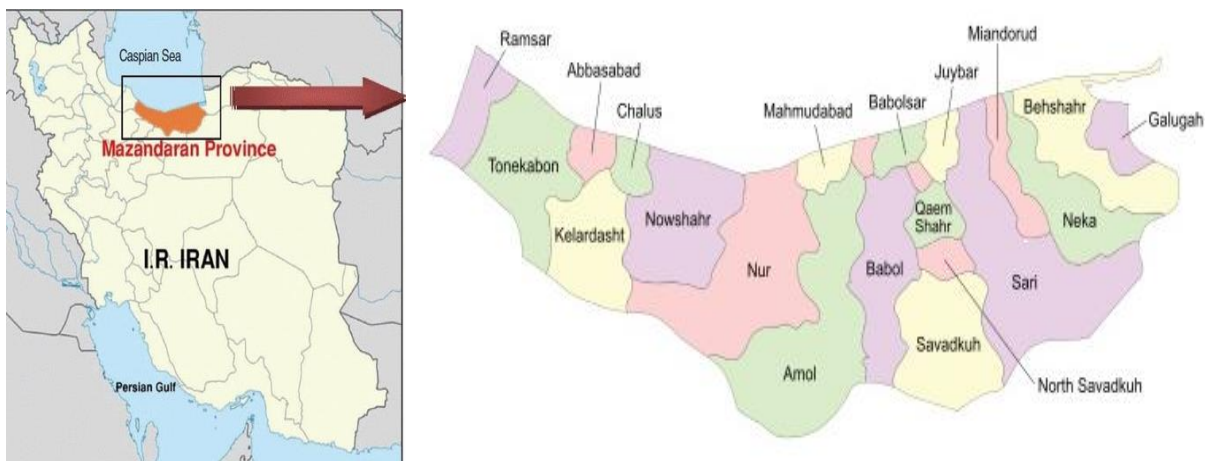 Caspian Sea
Mazandaran Province
I.R. IRAN
Persian Gulf
Ramsar
Abbasabad
Chalus
Tonekabon
Kelardasht
Nowshahr
Mahmudabad
Babolsar
Juybar
Miandorud
Behshahr
Galugah
Nur
Amol
Babol
Qaem
Shahr
Savadkuh
Sari
Neka
North Savadkuh